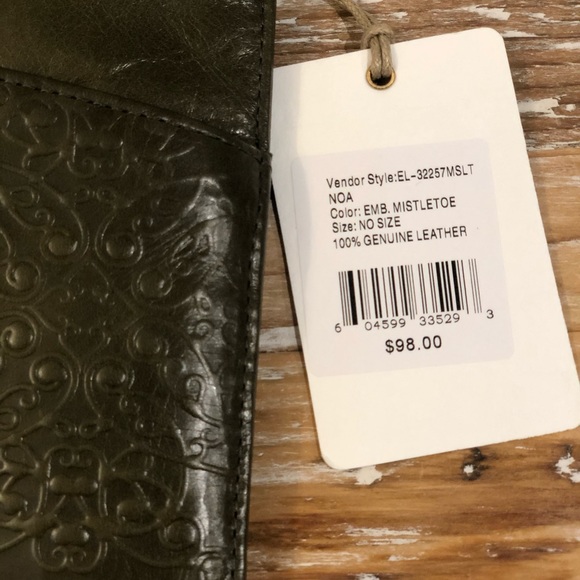 Vendor Style:EL-32257MSLT
NOA
Color: EMB. MISTLETOE
Size: NO SIZE
100% GENUINE LEATHER
6 04599 33529 3
$98.00